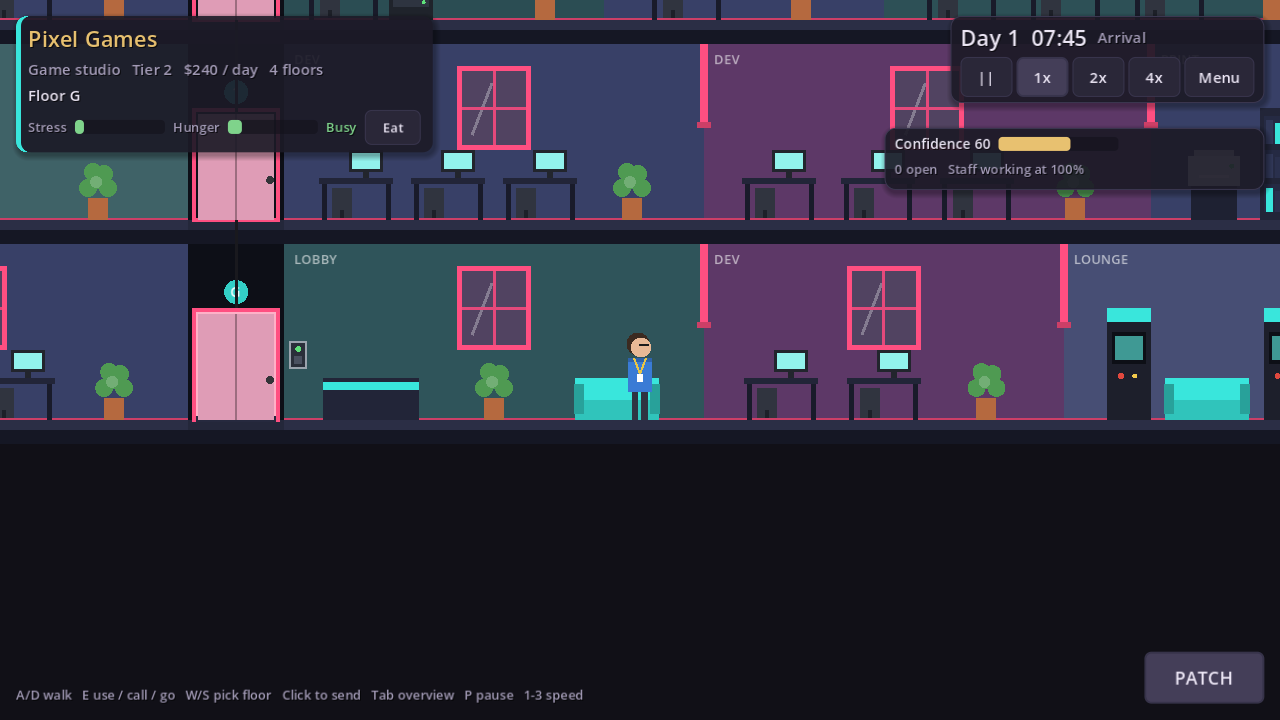 Pixel Games
Game studio Tier 2 $240 / day 4 floors
Floor G
Stress Hunger Busy Eat
Day 1 07:45 Arrival
|| 1x 2x 4x Menu
Confidence 60
0 open Staff working at 100%
DEV
G
LOBBY
DEV
LOUNGE
PATCH
A/D walk E use / call / go W/S pick floor Click to send Tab overview P pause 1-3 speed